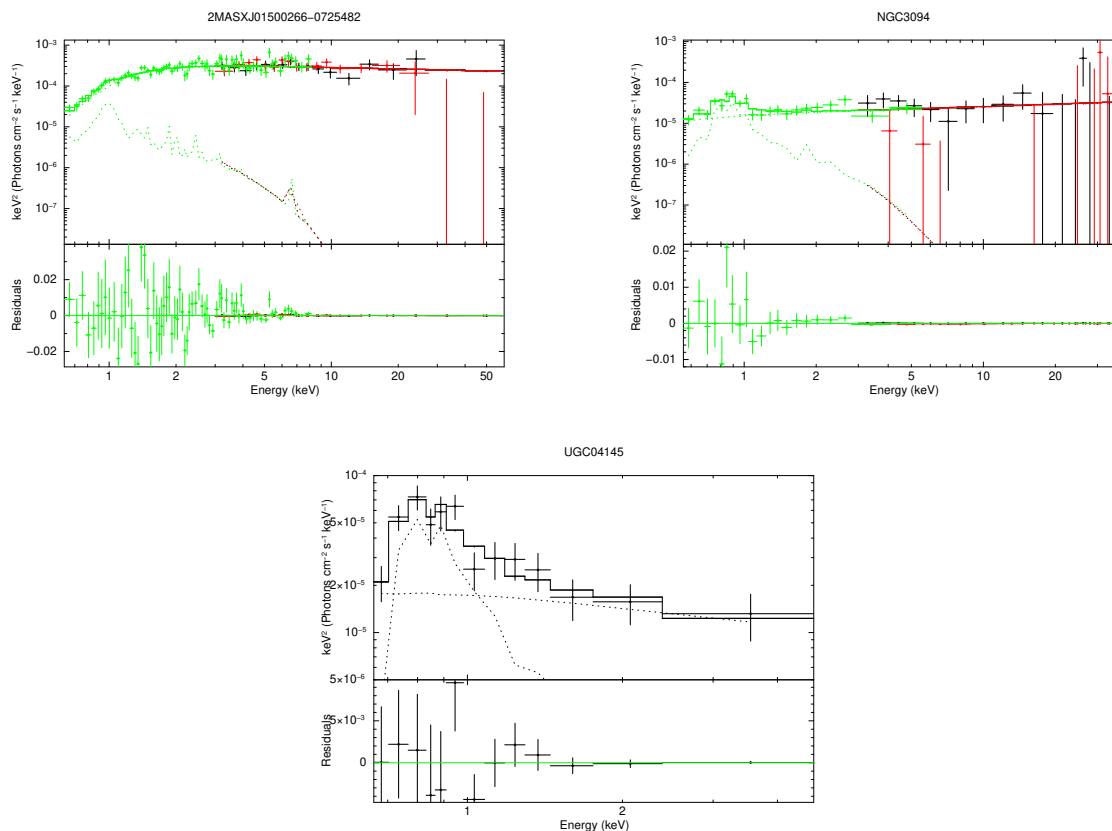 2MASXJ01500266−0725482
10⁻³
10⁻⁴
10⁻⁵
10⁻⁶
10⁻⁷
keV² (Photons cm⁻² s⁻¹ keV⁻¹)
0.02
0
−0.02
Residuals
1 2 5 10 20 50
Energy (keV)
NGC3094
10⁻³
10⁻⁴
10⁻⁵
10⁻⁶
10⁻⁷
keV² (Photons cm⁻² s⁻¹ keV⁻¹)
0.02
0.01
0
−0.01
Residuals
1 2 5 10 20
Energy (keV)
UGC04145
10⁻⁴
5×10⁻⁵
2×10⁻⁵
10⁻⁵
5×10⁻⁶
keV² (Photons cm⁻² s⁻¹ keV⁻¹)
5×10⁻³
0
Residuals
1 2
Energy (keV)